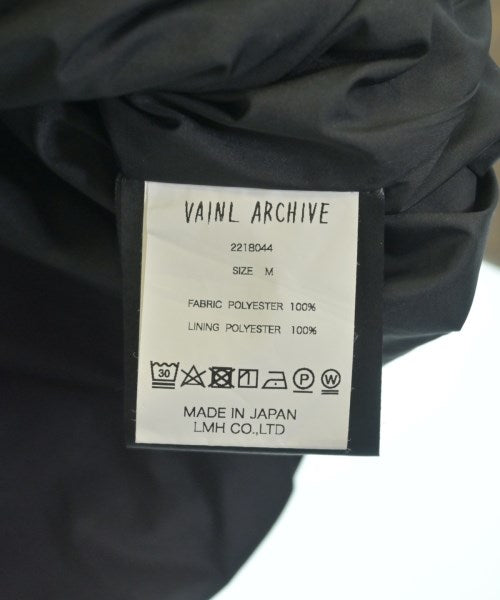 VAINL ARCHIVE
2218044
SIZE M
FABRIC POLYESTER 100%
LINING POLYESTER 100%
30 P W
MADE IN JAPAN
LMH CO.,LTD